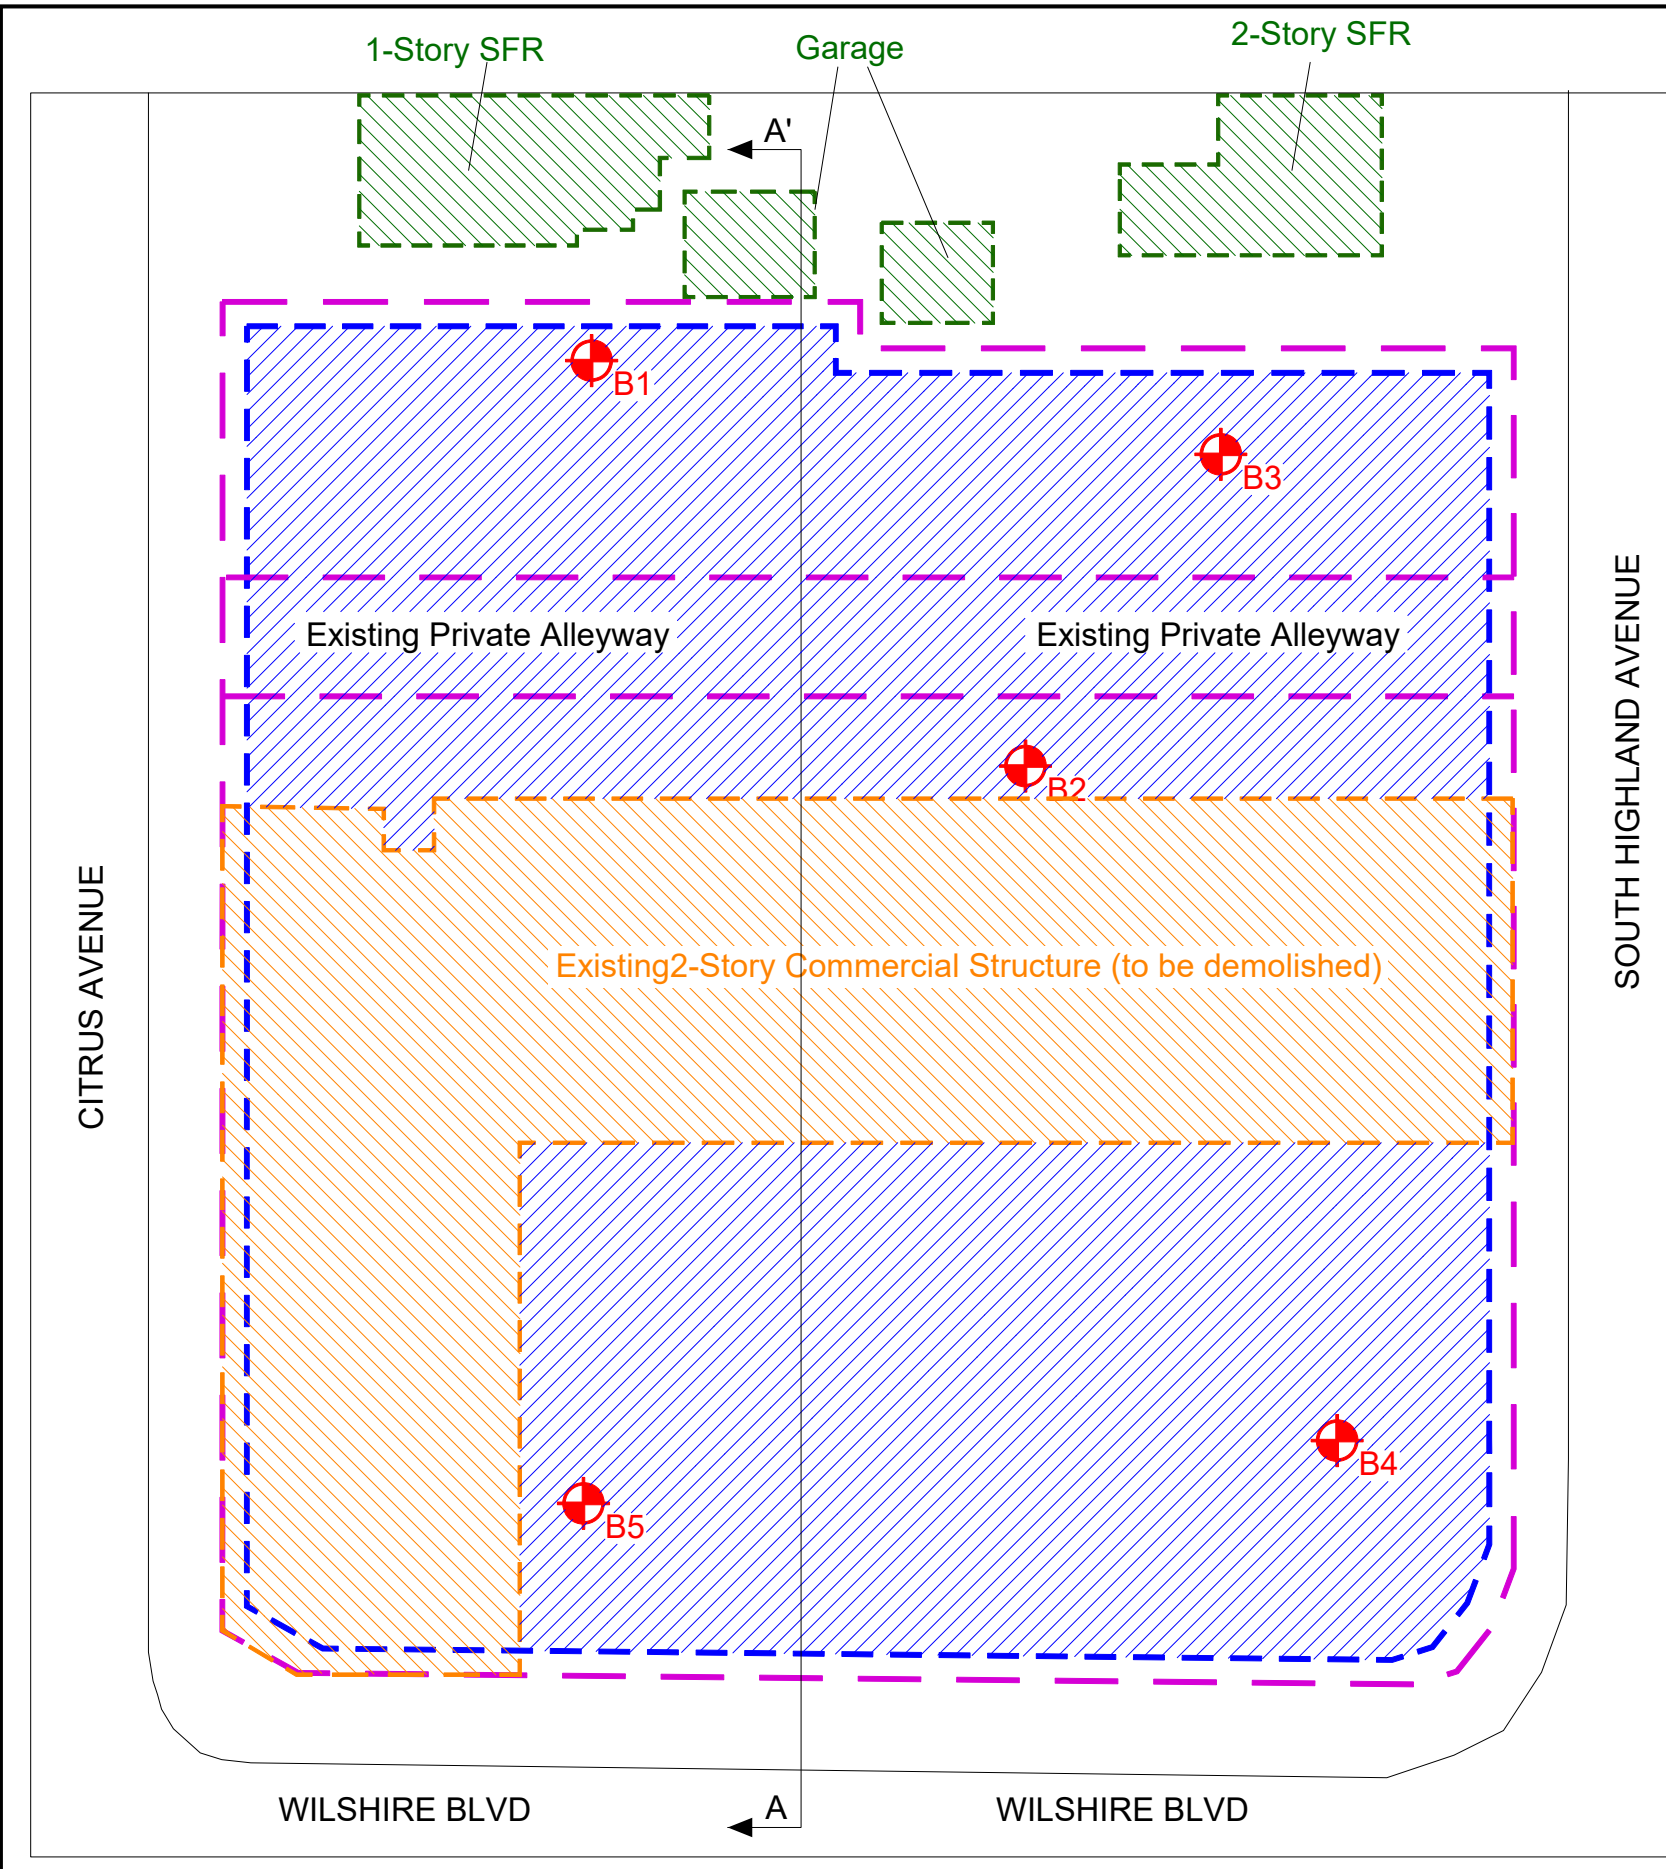 2-Story SFR
1-Story SFR
Garage
A'
B1
B3
Existing Private Alleyway
Existing Private Alleyway
B2
SOUTH HIGHLAND AVENUE
CITRUS AVENUE
Existing2-Story Commercial Structure (to be demolished)
B4
B5
A
WILSHIRE BLVD
WILSHIRE BLVD